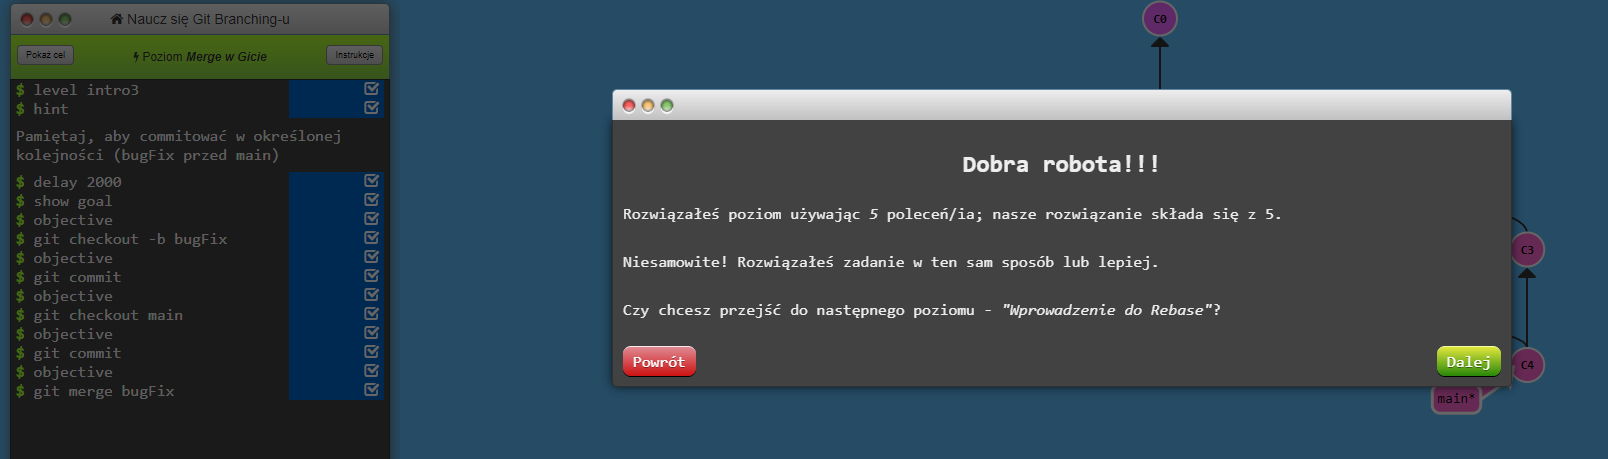 Naucz się Git Branching-u
Pokaż cel
Poziom Merge w Gicie
Instrukcje
$ level intro3
$ hint
Pamiętaj, aby commitować w określonej
kolejności (bugFix przed main)
$ delay 2000
$ show goal
$ objective
$ git checkout -b bugFix
$ objective
$ git commit
$ objective
$ git checkout main
$ objective
$ git commit
$ objective
$ git merge bugFix
C0
Dobra robota!!!
Rozwiązałeś poziom używając 5 poleceń/ia; nasze rozwiązanie składa się z 5.
Niesamowite! Rozwiązałeś zadanie w ten sam sposób lub lepiej.
Czy chcesz przejść do następnego poziomu - "Wprowadzenie do Rebase"?
Powrót
Dalej
C3
C4
main*